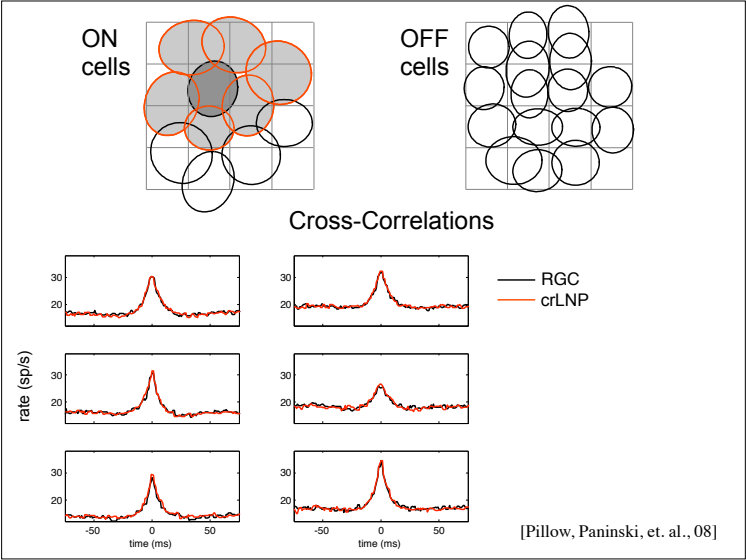 ON
cells
OFF
cells
Cross-Correlations
30
20
30
20
RGC
crLNP
rate (sp/s)
30
20
30
20
30
20
30
20
-50 0 50
time (ms)
-50 0 50
time (ms)
[Pillow, Paninski, et. al., 08]